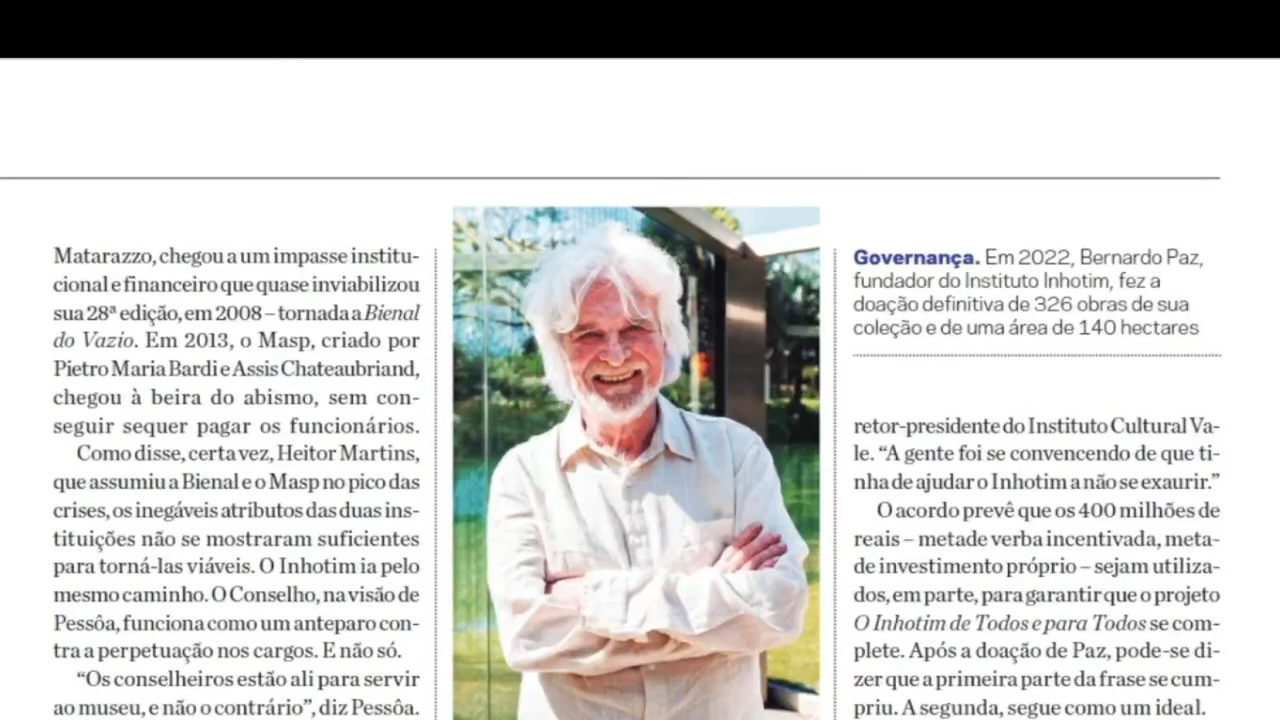 Matarazzo, chegou a um impasse institu-
cional e financeiro que quase inviabilizou
sua 28ª edição, em 2008 – tornada a Bienal
do Vazio. Em 2013, o Masp, criado por
Pietro Maria Bardi e Assis Chateaubriand,
chegou à beira do abismo, sem con-
seguir sequer pagar os funcionários.
Como disse, certa vez, Heitor Martins,
que assumiu a Bienal e o Masp no pico das
crises, os inegáveis atributos das duas ins-
tituições não se mostraram suficientes
para torná-las viáveis. O Inhotim ia pelo
mesmo caminho. O Conselho, na visão de
Pessôa, funciona como um anteparo con-
tra a perpetuação nos cargos. E não só.
“Os conselheiros estão ali para servir
ao museu, e não o contrário”, diz Pessôa.
Governança. Em 2022, Bernardo Paz,
fundador do Instituto Inhotim, fez a
doação definitiva de 326 obras de sua
coleção e de uma área de 140 hectares
retor-presidente do Instituto Cultural Va-
le. “A gente foi se convencendo de que ti-
nha de ajudar o Inhotim a não se exaurir.”
O acordo prevê que os 400 milhões de
reais – metade verba incentivada, meta-
de investimento próprio – sejam utiliza-
dos, em parte, para garantir que o projeto
O Inhotim de Todos e para Todos se com-
plete. Após a doação de Paz, pode-se di-
zer que a primeira parte da frase se cum-
priu. A segunda, segue como um ideal.